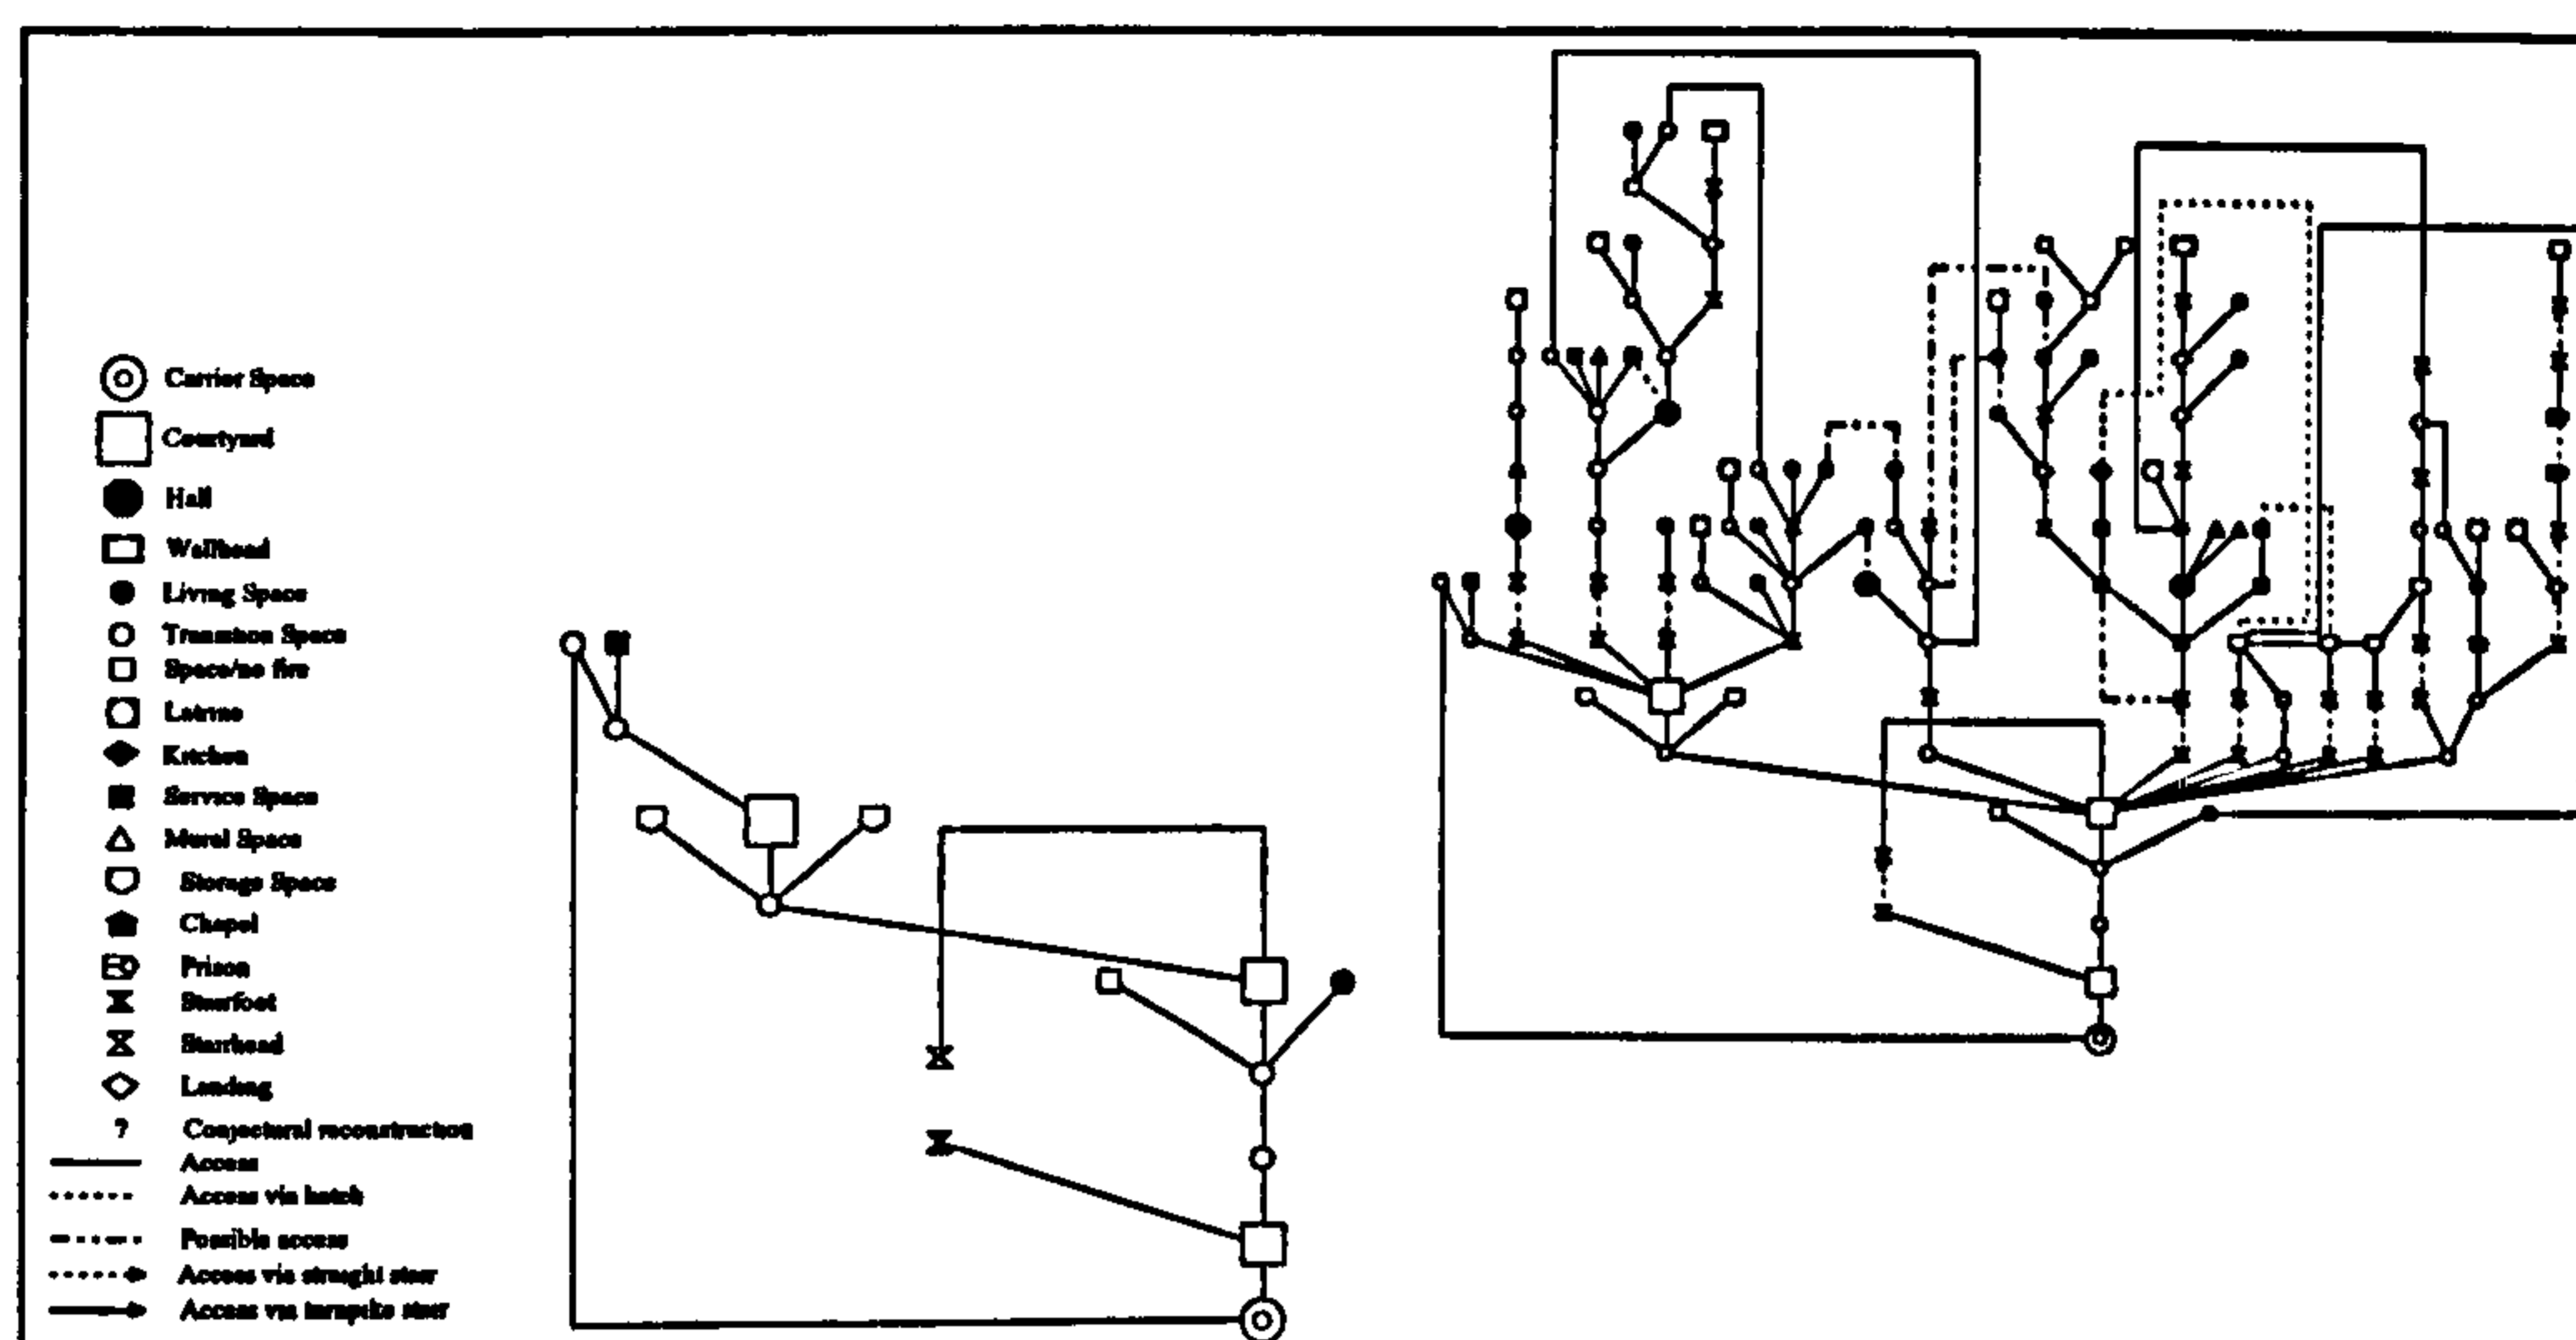 Carrier Space
Courtyard
Hall
Wallhead
Living Space
Transition Space
Space/no fire
Latrine
Kitchen
Service Space
Mural Space
Storage Space
Chapel
Prison
Stairfoot
Stairhead
Landing
? Conjectural reconstruction
Access
Access via hatch
Possible access
Access via straight stair
Access via turnpike stair